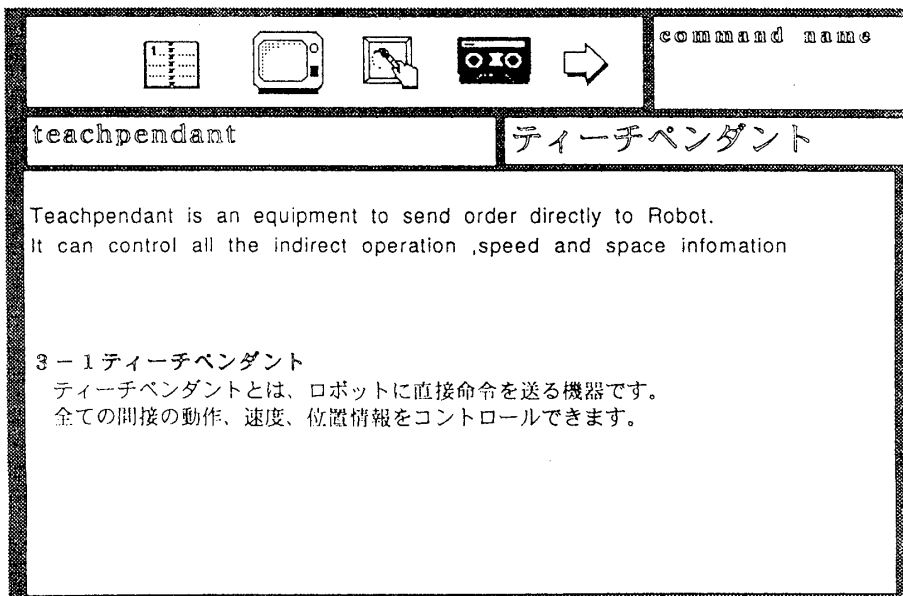 1
command name
teachpendant
ティーチペンダント
Teachpendant is an equipment to send order directly to Robot.
It can control all the indirect operation ,speed and space infomation
3－1ティーチペンダント
ティーチペンダントとは、ロボットに直接命令を送る機器です。
全ての間接の動作、速度、位置情報をコントロールできます。